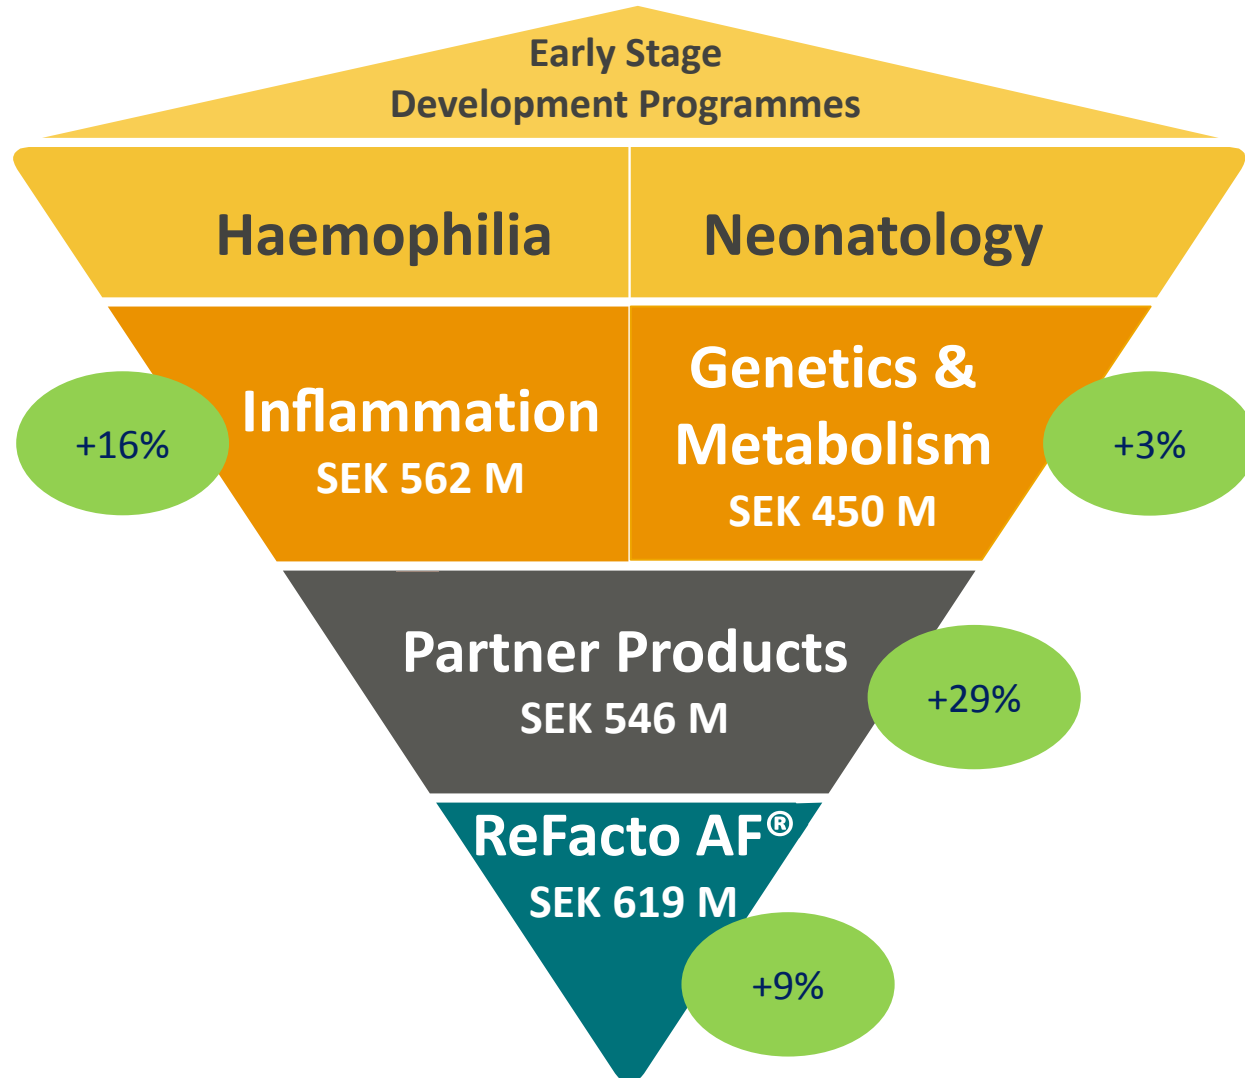 Early Stage
Development Programmes
Haemophilia
Neonatology
Inflammation
SEK 562 M
+16%
Genetics &
Metabolism
SEK 450 M
+3%
Partner Products
SEK 546 M
+29%
ReFacto AF®
SEK 619 M
+9%